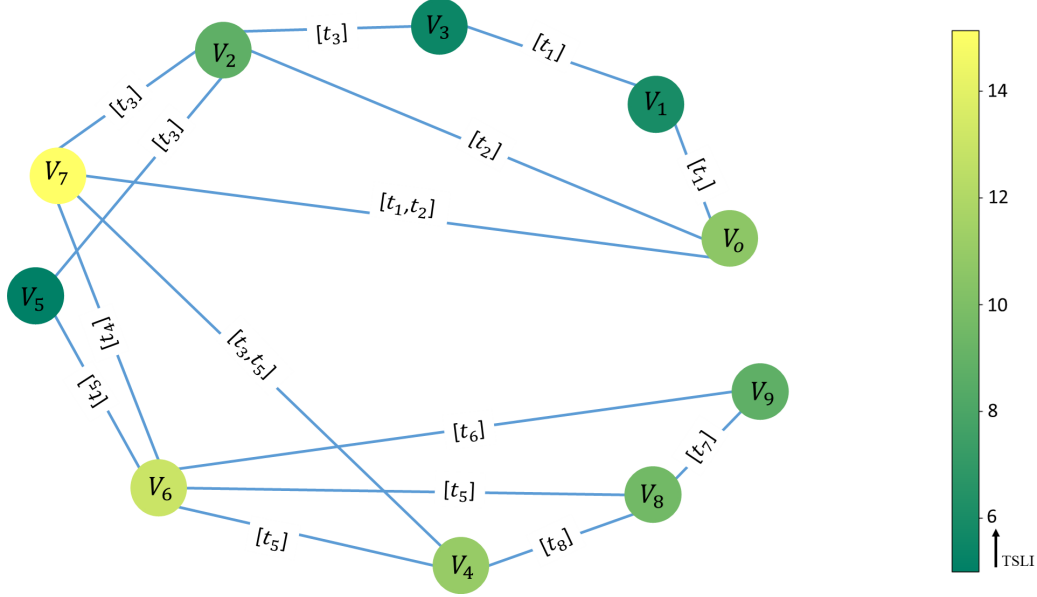 V3
[t3]
V2
[t1]
V1
[t3]
[t3]
[t2]
[t1]
V7
[t1,t2]
Vo
V5
[t4]
[t3,t5]
[t5]
V9
[t6]
[t7]
V6
[t5]
V8
[t5]
[t8]
V4
14
12
10
8
6
TSLI